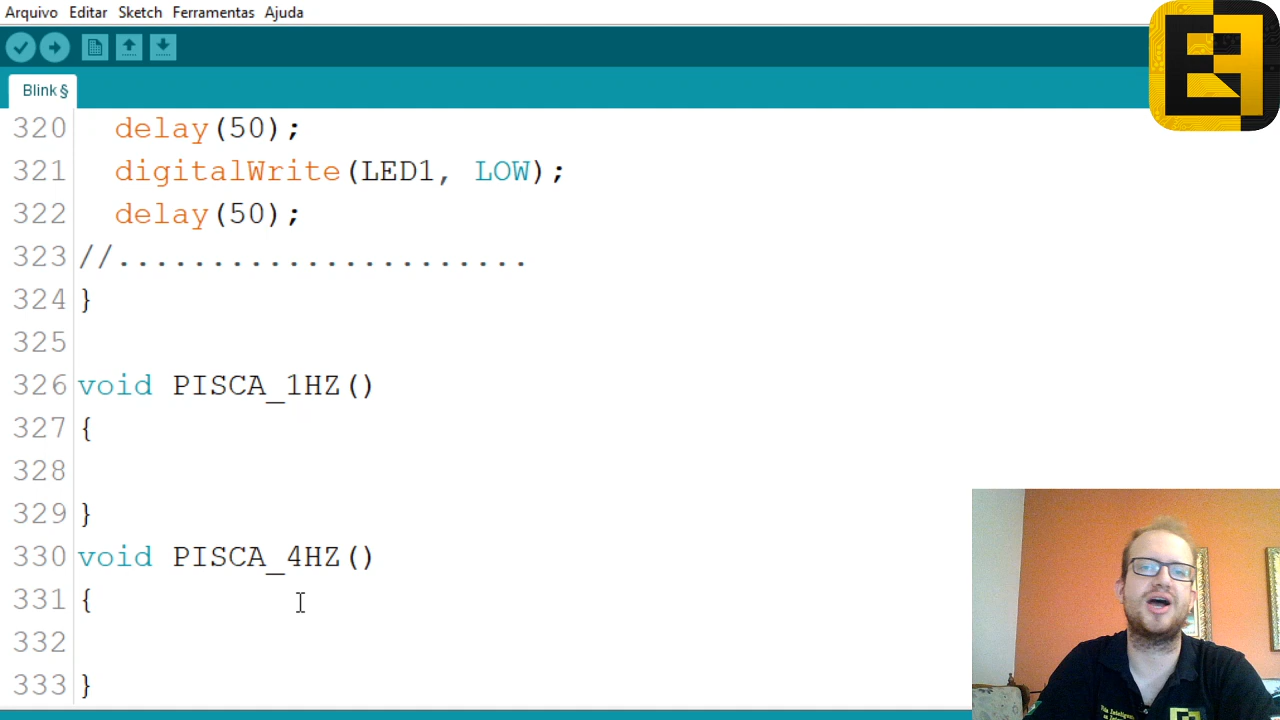 Arquivo Editar Sketch Ferramentas Ajuda
Blink §
320 delay(50);
321 digitalWrite(LED1, LOW);
322 delay(50);
323 //......................
324 }
325
326 void PISCA_1HZ()
327 {
328
329 }
330 void PISCA_4HZ()
331 {
332
333 }